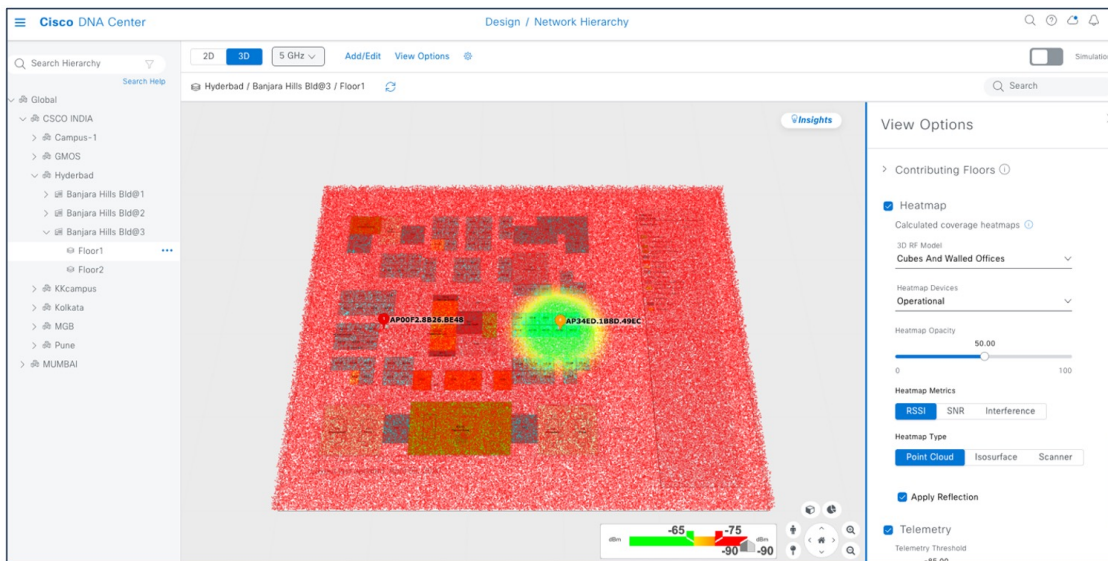 Cisco DNA Center
Design / Network Hierarchy
Search Hierarchy
Search Help
Global
CSCO INDIA
Campus-1
GMOS
Hyderbad
Banjara Hills Bld@1
Banjara Hills Bld@2
Banjara Hills Bld@3
Floor1
Floor2
KKcampus
Kolkata
MGB
Pune
MUMBAI
2D 3D 5 GHz Add/Edit View Options
Simulation
Hyderbad / Banjara Hills Bld@3 / Floor1
Search
Insights
AP00F2.8B26.BE48
AP34ED.1B8D.49EC
dBm -65 -75 dBm
-90 -90
View Options
Contributing Floors
Heatmap
Calculated coverage heatmaps
3D RF Model
Cubes And Walled Offices
Heatmap Devices
Operational
Heatmap Opacity
50.00
0 100
Heatmap Metrics
RSSI SNR Interference
Heatmap Type
Point Cloud Isosurface Scanner
Apply Reflection
Telemetry
Telemetry Threshold